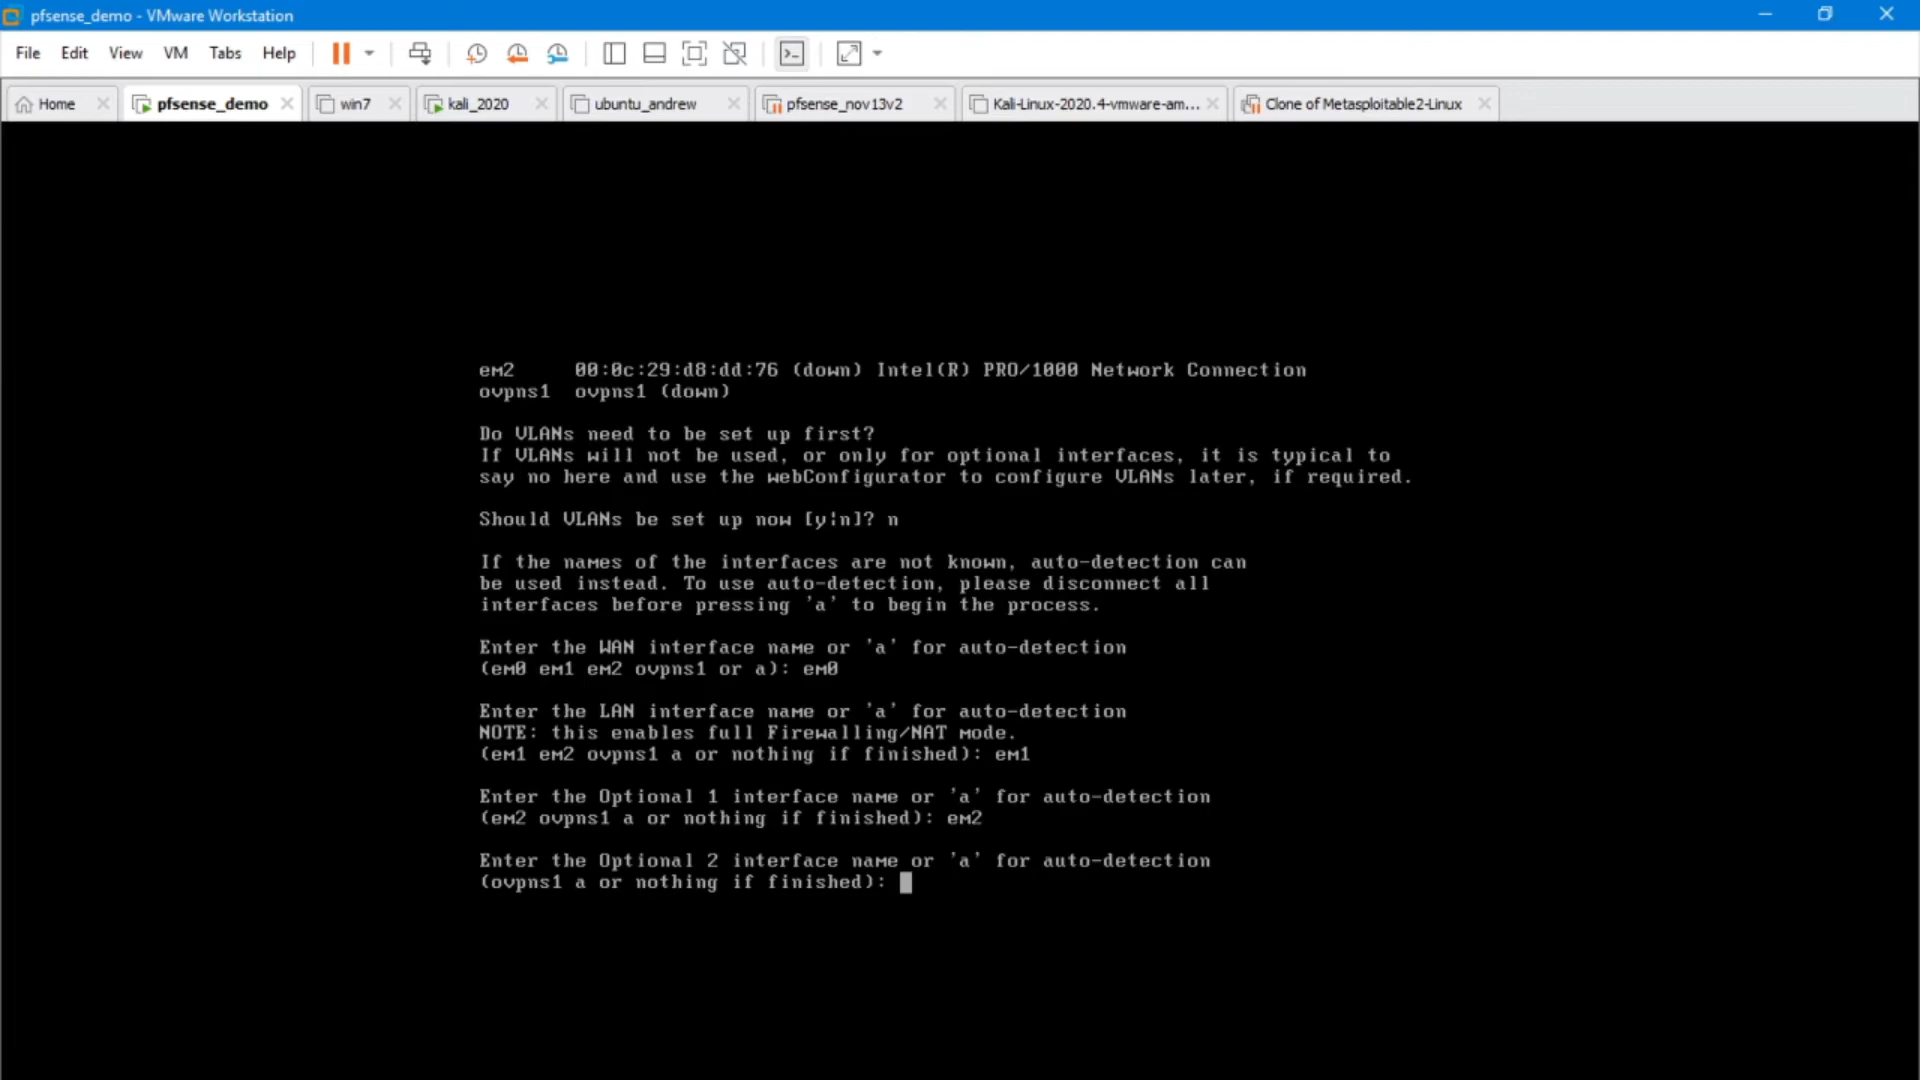 pfsense_demo - VMware Workstation
File Edit View VM Tabs Help
Home pfsense_demo win7 kali_2020 ubuntu_andrew pfsense_nov13v2 Kali-Linux-2020.4-vmware-am... Clone of Metasploitable2-Linux
em2 00:0c:29:d8:dd:76 (down) Intel(R) PRO/1000 Network Connection
ovpns1 ovpns1 (down)
Do VLANs need to be set up first?
If VLANs will not be used, or only for optional interfaces, it is typical to
say no here and use the webConfigurator to configure VLANs later, if required.
Should VLANs be set up now [y|n]? n
If the names of the interfaces are not known, auto-detection can
be used instead. To use auto-detection, please disconnect all
interfaces before pressing 'a' to begin the process.
Enter the WAN interface name or 'a' for auto-detection
(em0 em1 em2 ovpns1 or a): em0
Enter the LAN interface name or 'a' for auto-detection
NOTE: this enables full Firewalling/NAT mode.
(em1 em2 ovpns1 a or nothing if finished): em1
Enter the Optional 1 interface name or 'a' for auto-detection
(em2 ovpns1 a or nothing if finished): em2
Enter the Optional 2 interface name or 'a' for auto-detection
(ovpns1 a or nothing if finished):